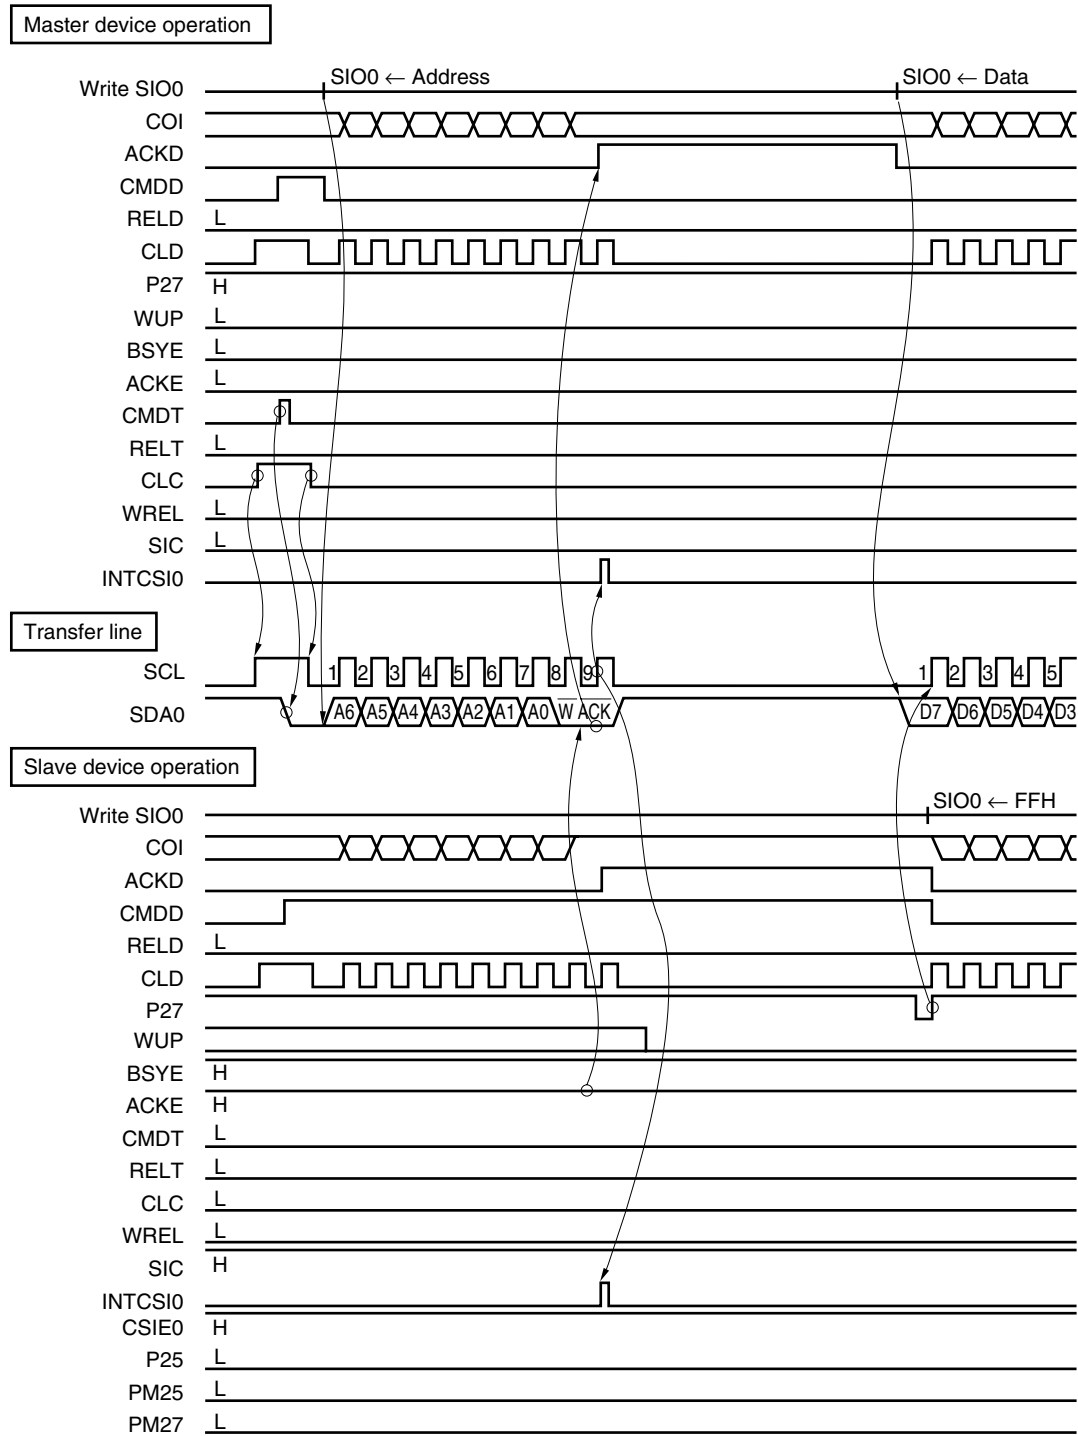 Master device operation
Write SIO0 SIO0 ← Address SIO0 ← Data
COI
ACKD
CMDD
RELD L
CLD
P27 H
WUP L
BSYE L
ACKE L
CMDT
RELT L
CLC
WREL L
SIC L
INTCSI0
Transfer line
SCL 1 2 3 4 5 6 7 8 9 1 2 3 4 5
SDA0 A6 A5 A4 A3 A2 A1 A0 W̅ ACK D7 D6 D5 D4 D3
Slave device operation
Write SIO0 SIO0 ← FFH
COI
ACKD
CMDD
RELD L
CLD
P27
WUP
BSYE H
ACKE H
CMDT L
RELT L
CLC L
WREL L
SIC H
INTCSI0
CSIE0 H
P25 L
PM25 L
PM27 L